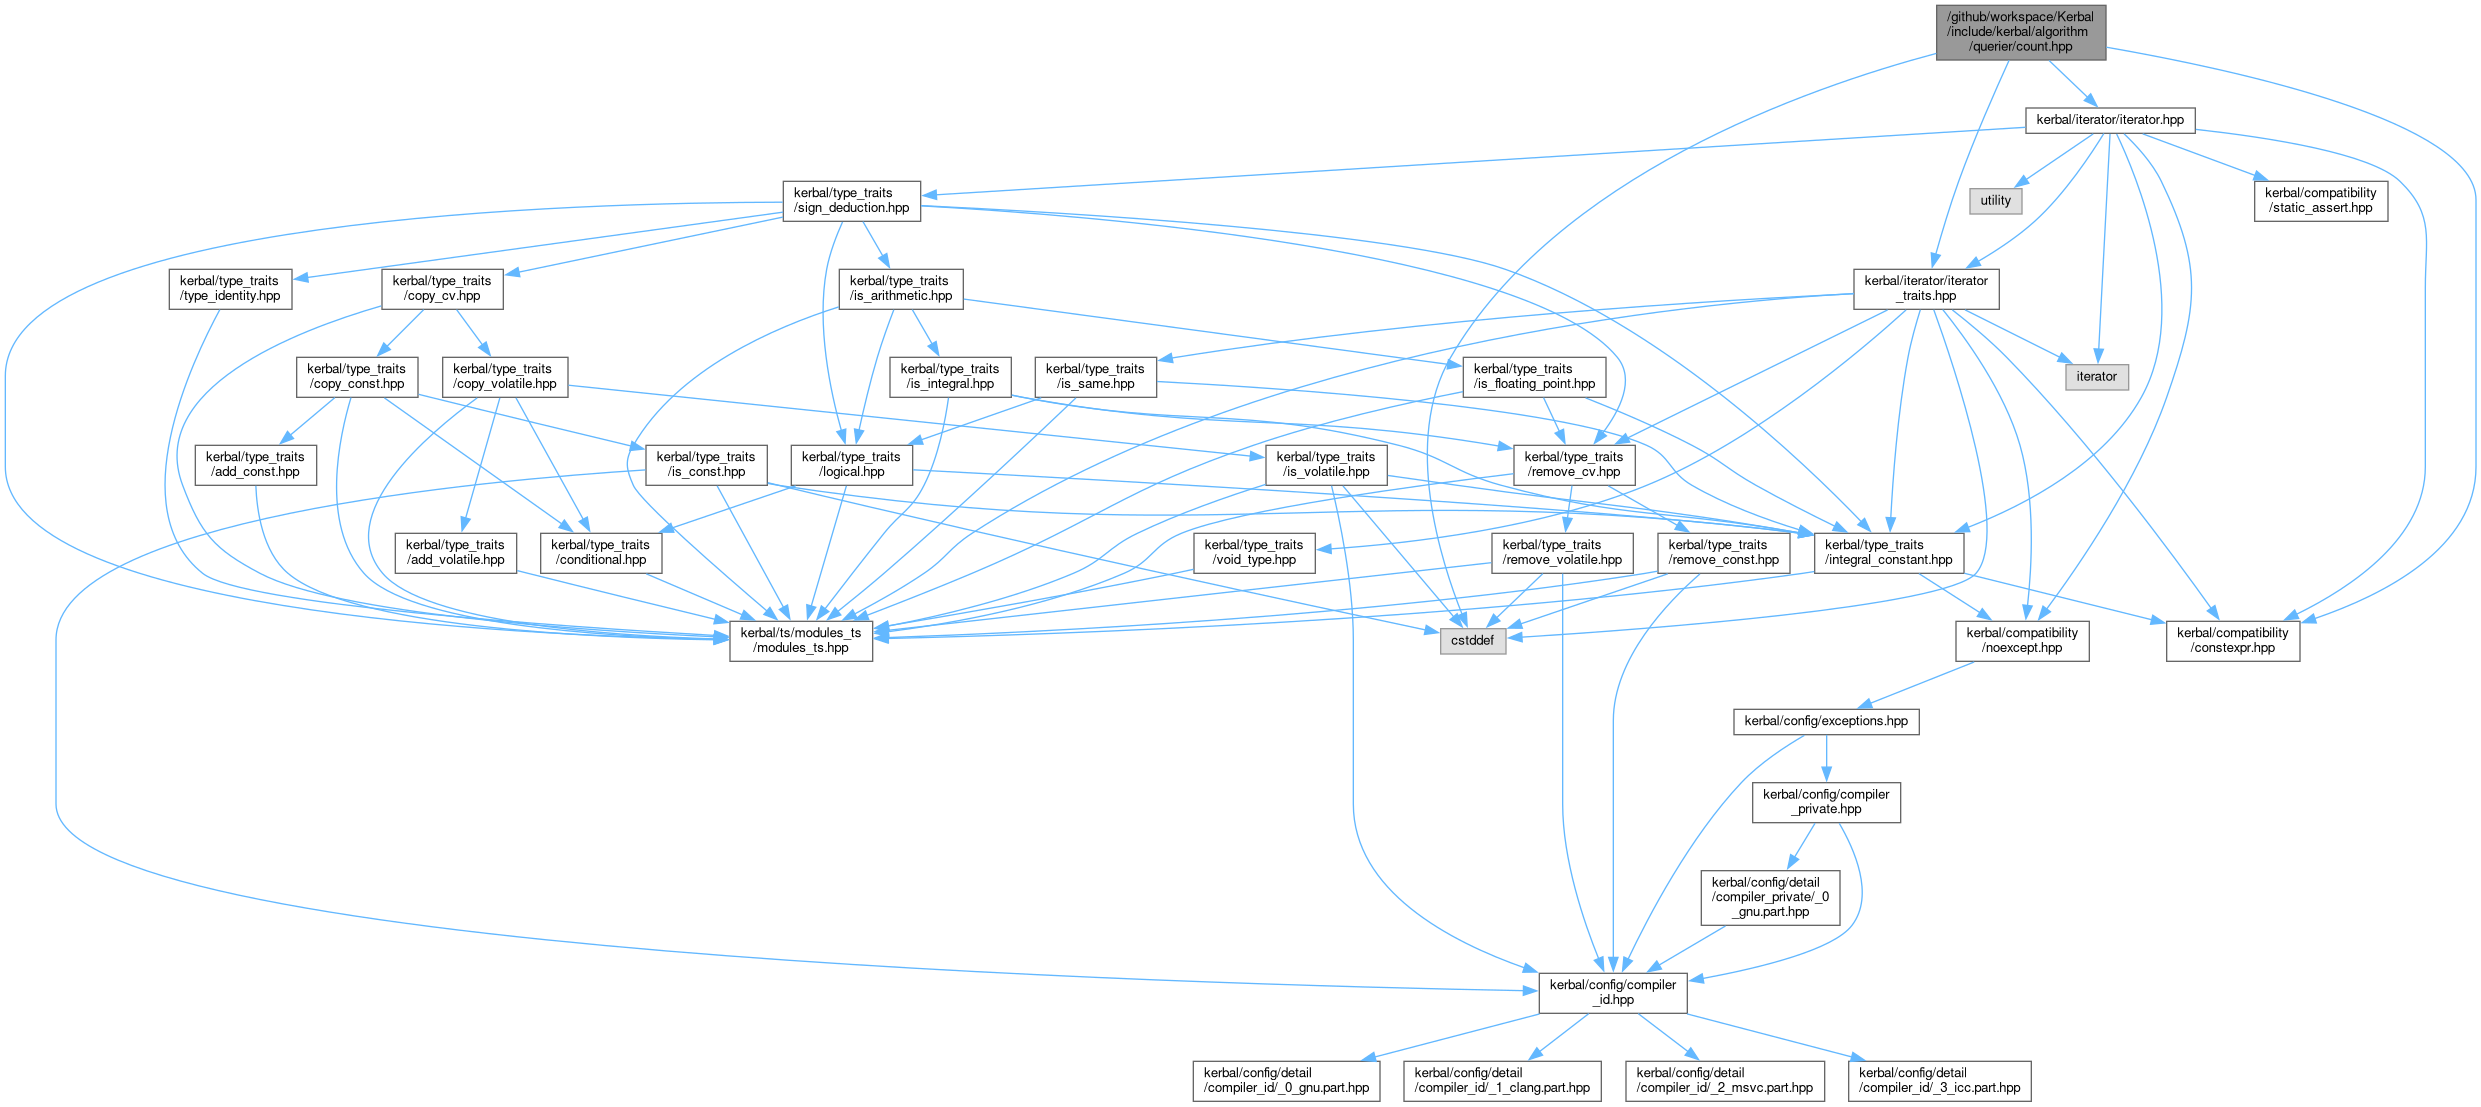 /github/workspace/Kerbal
/include/kerbal/algorithm
/querier/count.hpp
kerbal/iterator/iterator.hpp
kerbal/type_traits
/sign_deduction.hpp
utility
kerbal/compatibility
/static_assert.hpp
kerbal/type_traits
/type_identity.hpp
kerbal/type_traits
/copy_cv.hpp
kerbal/type_traits
/is_arithmetic.hpp
kerbal/iterator/iterator
_traits.hpp
kerbal/type_traits
/copy_const.hpp
kerbal/type_traits
/copy_volatile.hpp
kerbal/type_traits
/is_integral.hpp
kerbal/type_traits
/is_same.hpp
kerbal/type_traits
/is_floating_point.hpp
iterator
kerbal/type_traits
/add_const.hpp
kerbal/type_traits
/is_const.hpp
kerbal/type_traits
/logical.hpp
kerbal/type_traits
/is_volatile.hpp
kerbal/type_traits
/remove_cv.hpp
kerbal/type_traits
/add_volatile.hpp
kerbal/type_traits
/conditional.hpp
kerbal/type_traits
/void_type.hpp
kerbal/type_traits
/remove_volatile.hpp
kerbal/type_traits
/remove_const.hpp
kerbal/type_traits
/integral_constant.hpp
kerbal/ts/modules_ts
/modules_ts.hpp
cstddef
kerbal/compatibility
/noexcept.hpp
kerbal/compatibility
/constexpr.hpp
kerbal/config/exceptions.hpp
kerbal/config/compiler
_private.hpp
kerbal/config/detail
/compiler_private/_0
_gnu.part.hpp
kerbal/config/compiler
_id.hpp
kerbal/config/detail
/compiler_id/_0_gnu.part.hpp
kerbal/config/detail
/compiler_id/_1_clang.part.hpp
kerbal/config/detail
/compiler_id/_2_msvc.part.hpp
kerbal/config/detail
/compiler_id/_3_icc.part.hpp